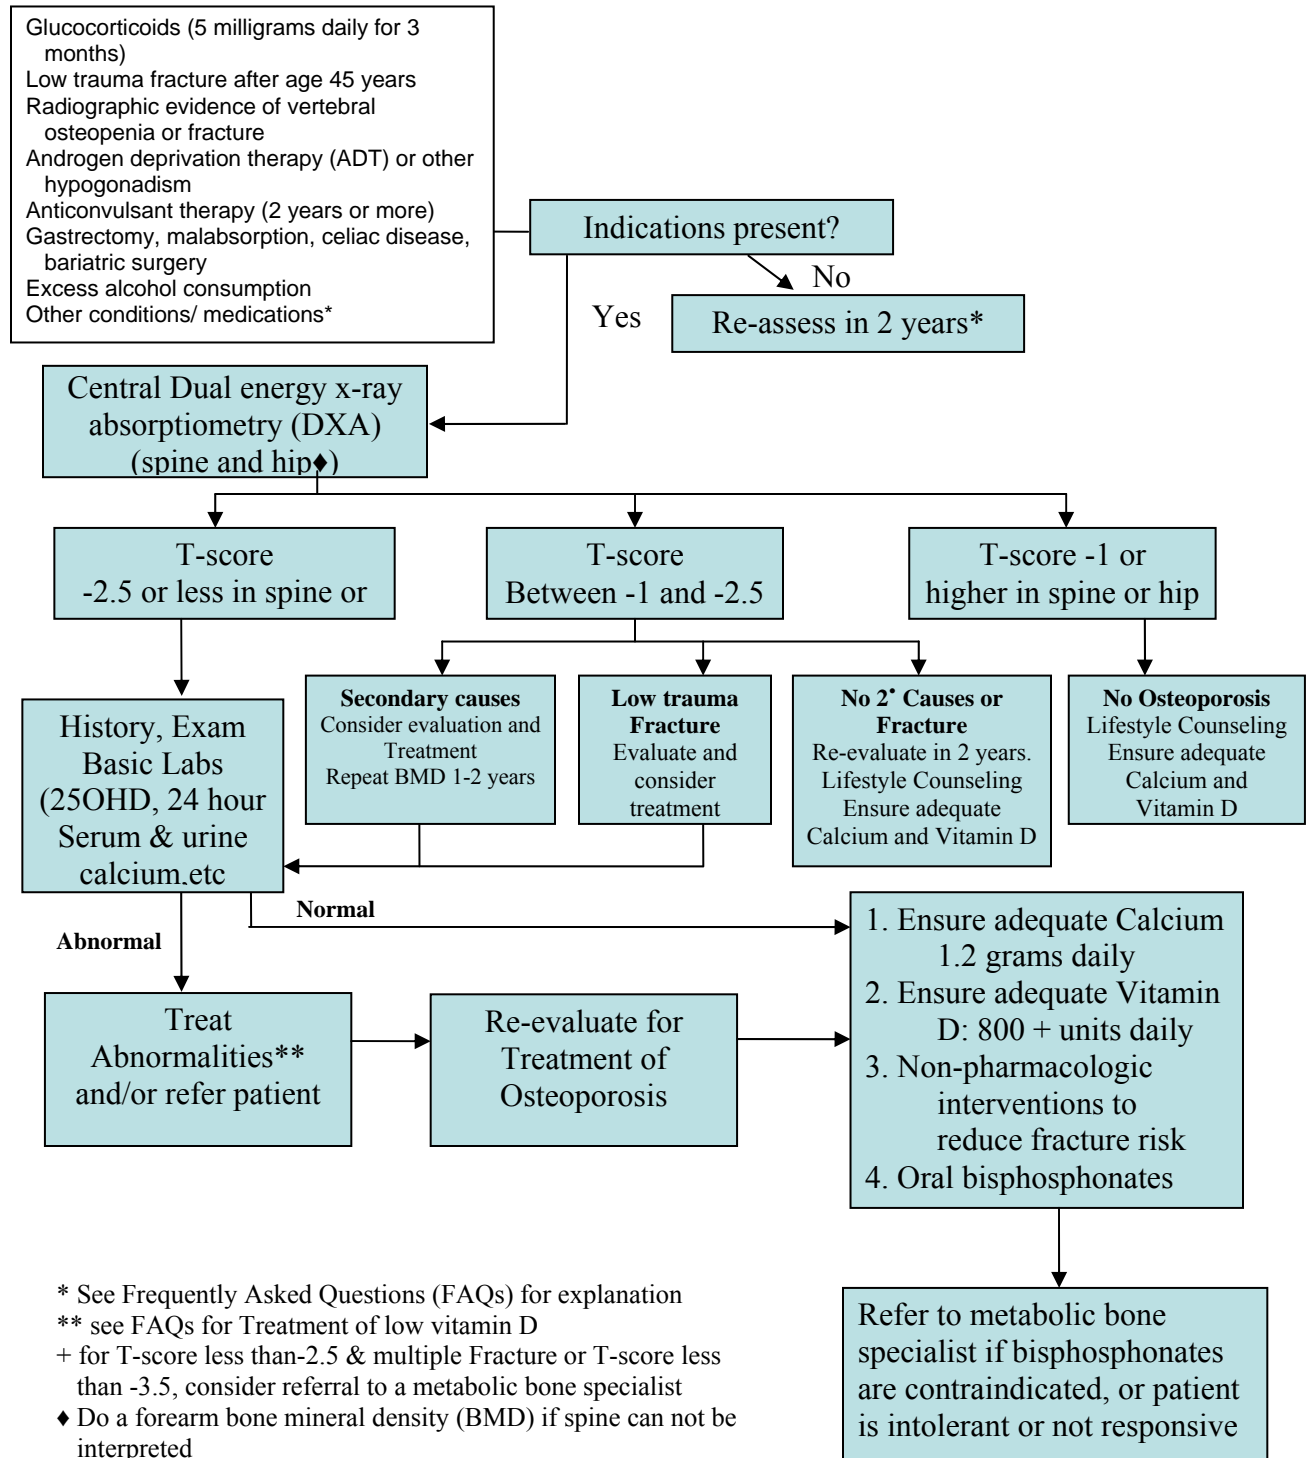 Glucocorticoids (5 milligrams daily for 3
months)
Low trauma fracture after age 45 years
Radiographic evidence of vertebral
osteopenia or fracture
Androgen deprivation therapy (ADT) or other
hypogonadism
Anticonvulsant therapy (2 years or more)
Gastrectomy, malabsorption, celiac disease,
bariatric surgery
Excess alcohol consumption
Other conditions/ medications*
Indications present?
No
Yes
Re-assess in 2 years*
Central Dual energy x-ray
absorptiometry (DXA)
(spine and hip♦)
T-score
-2.5 or less in spine or
T-score
Between -1 and -2.5
T-score -1 or
higher in spine or hip
History, Exam
Basic Labs
(25OHD, 24 hour
Serum & urine
calcium,etc
Secondary causes
Consider evaluation and
Treatment
Repeat BMD 1-2 years
Low trauma
Fracture
Evaluate and
consider
treatment
No 2˚ Causes or
Fracture
Re-evaluate in 2 years.
Lifestyle Counseling
Ensure adequate
Calcium and Vitamin D
No Osteoporosis
Lifestyle Counseling
Ensure adequate
Calcium and
Vitamin D
Normal
Abnormal
Treat
Abnormalities**
and/or refer patient
Re-evaluate for
Treatment of
Osteoporosis
1. Ensure adequate Calcium
1.2 grams daily
2. Ensure adequate Vitamin
D: 800 + units daily
3. Non-pharmacologic
interventions to
reduce fracture risk
4. Oral bisphosphonates
Refer to metabolic bone
specialist if bisphosphonates
are contraindicated, or patient
is intolerant or not responsive
* See Frequently Asked Questions (FAQs) for explanation
** see FAQs for Treatment of low vitamin D
+ for T-score less than-2.5 & multiple Fracture or T-score less
than -3.5, consider referral to a metabolic bone specialist
♦ Do a forearm bone mineral density (BMD) if spine can not be
interpreted